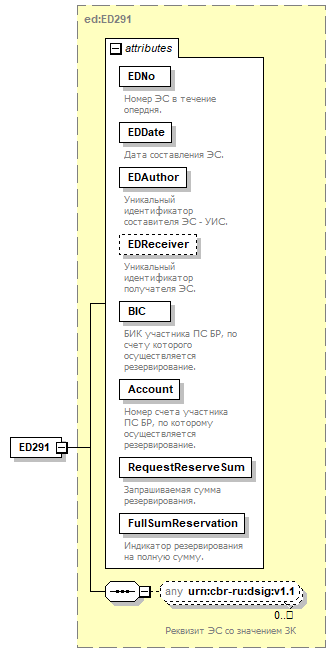 ed:ED291
attributes
EDNo
Номер ЭС в течение
опердня.
EDDate
Дата составления ЭС.
EDAuthor
Уникальный
идентификатор
составителя ЭС - УИС.
EDReceiver
Уникальный
идентификатор
получателя ЭС.
BIC
БИК участника ПС БР, по
счету которого
осуществляется
резервирование.
Account
Номер счета участника
ПС БР, по которому
осуществляется
резервирование.
RequestReserveSum
Запрашиваемая сумма
резервирования.
FullSumReservation
Индикатор резервирования
на полную сумму.
ED291
any urn:cbr-ru:dsig:v1.1
0..□
Реквизит ЭС со значением ЗК